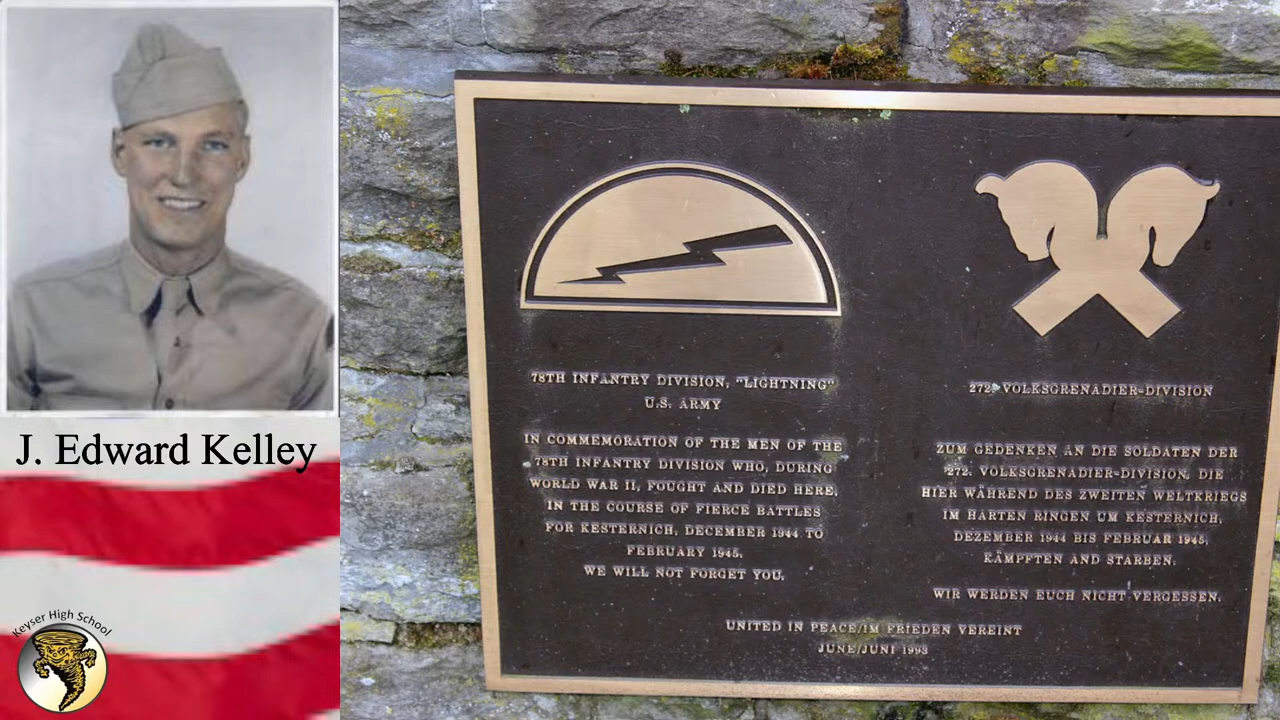 J. Edward Kelley
Keyser High School
78TH INFANTRY DIVISION, "LIGHTNING"
U.S. ARMY
IN COMMEMORATION OF THE MEN OF THE
78TH INFANTRY DIVISION WHO, DURING
WORLD WAR II, FOUGHT AND DIED HERE,
IN THE COURSE OF FIERCE BATTLES
FOR KESTERNICH, DECEMBER 1944 TO
FEBRUARY 1945.
WE WILL NOT FORGET YOU.
272. VOLKSGRENADIER-DIVISION
ZUM GEDENKEN AN DIE SOLDATEN DER
272. VOLKSGRENADIER-DIVISION, DIE
HIER WÄHREND DES ZWEITEN WELTKRIEGS
IM HARTEN RINGEN UM KESTERNICH,
DEZEMBER 1944 BIS FEBRUAR 1945,
KÄMPFTEN AND STARBEN.
WIR WERDEN EUCH NICHT VERGESSEN.
UNITED IN PEACE/IM FRIEDEN VEREINT
JUNE/JUNI 1993